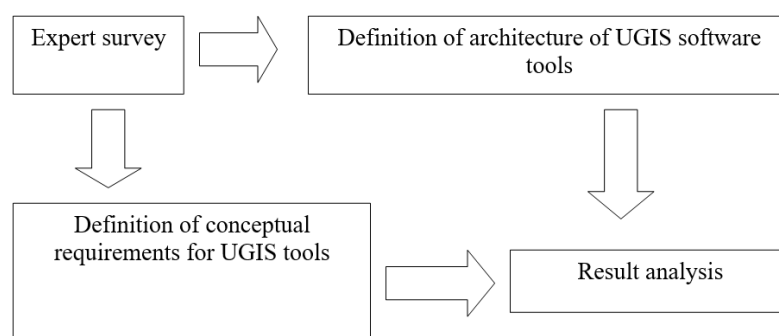 Expert survey
Definition of architecture of UGIS software
tools
Definition of conceptual
requirements for UGIS tools
Result analysis